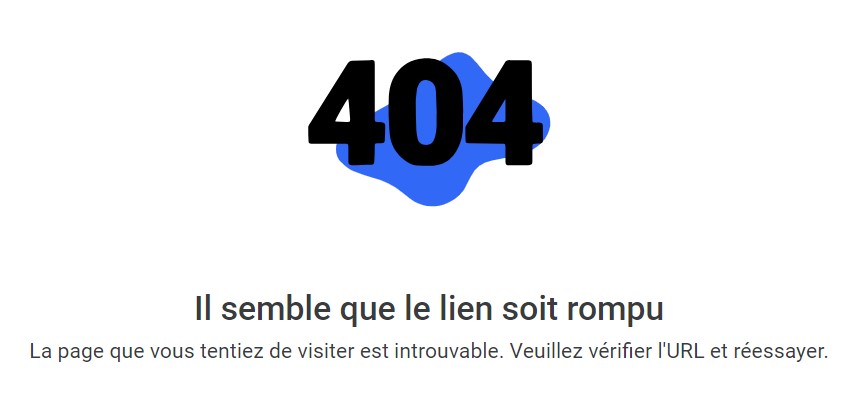 404
Il semble que le lien soit rompu
La page que vous tentiez de visiter est introuvable. Veuillez vérifier l'URL et réessayer.